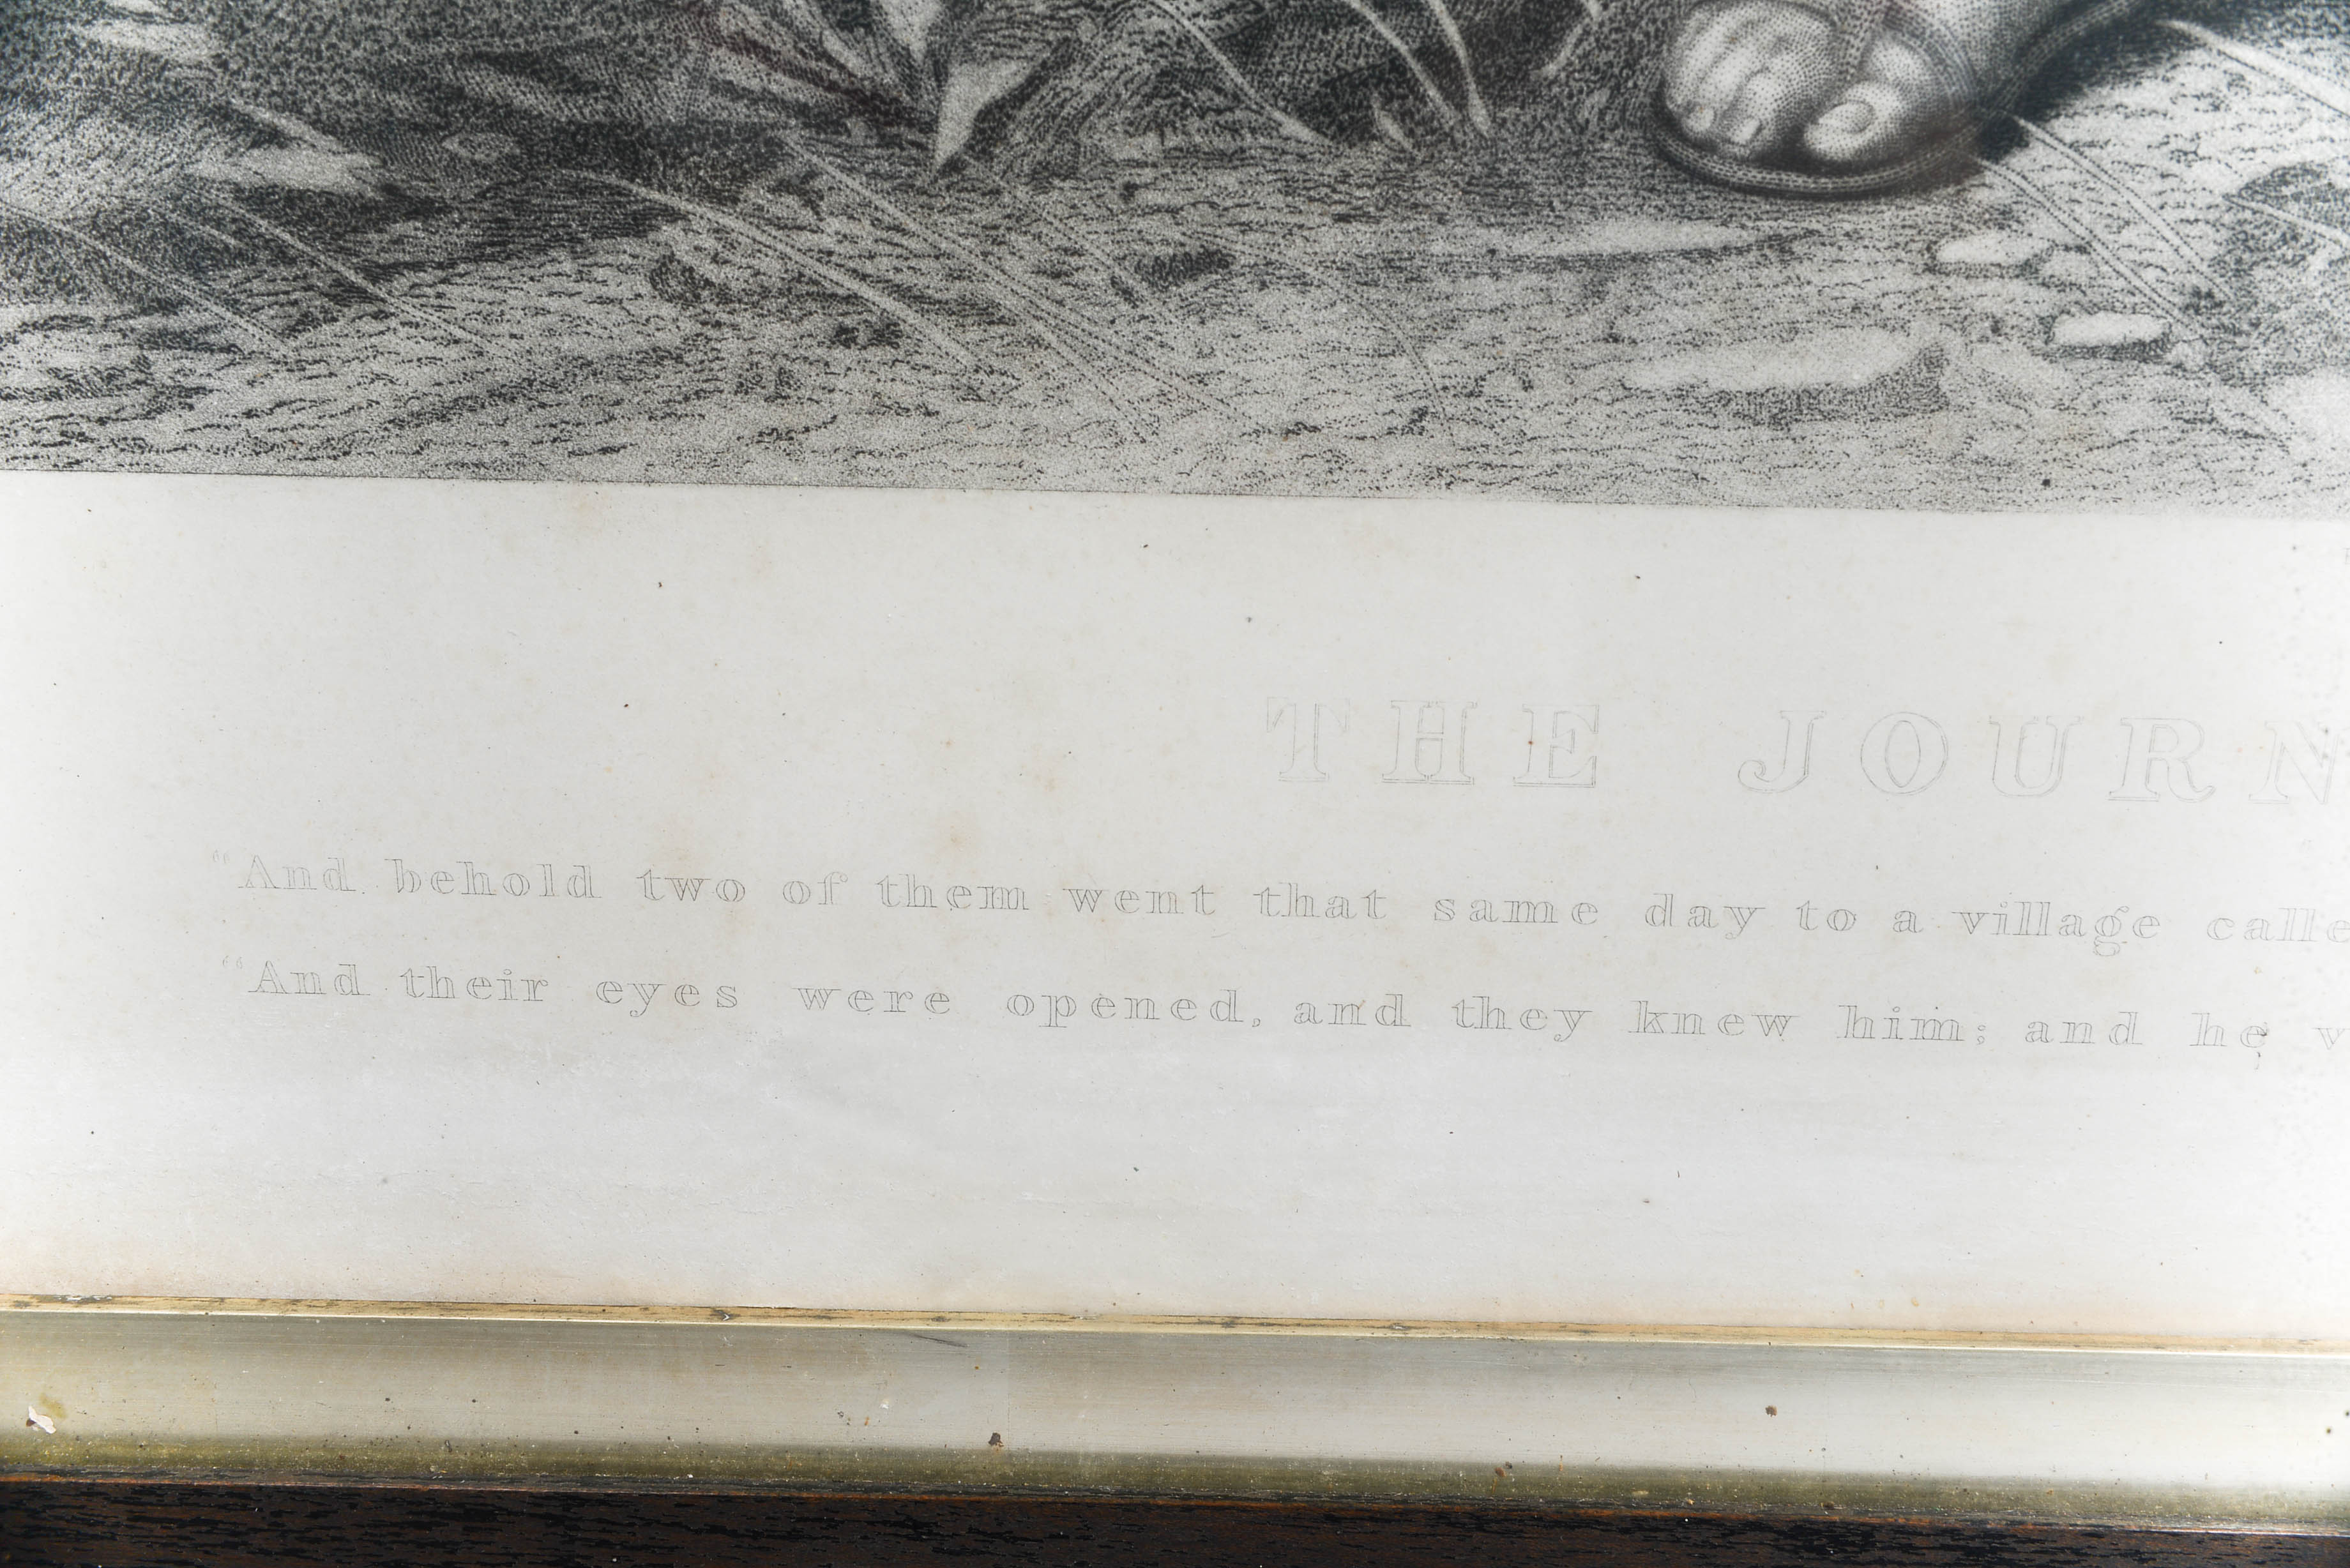 THE JOURN
"And behold two of them went that same day to a village calle
"And their eyes were opened, and they knew him; and he